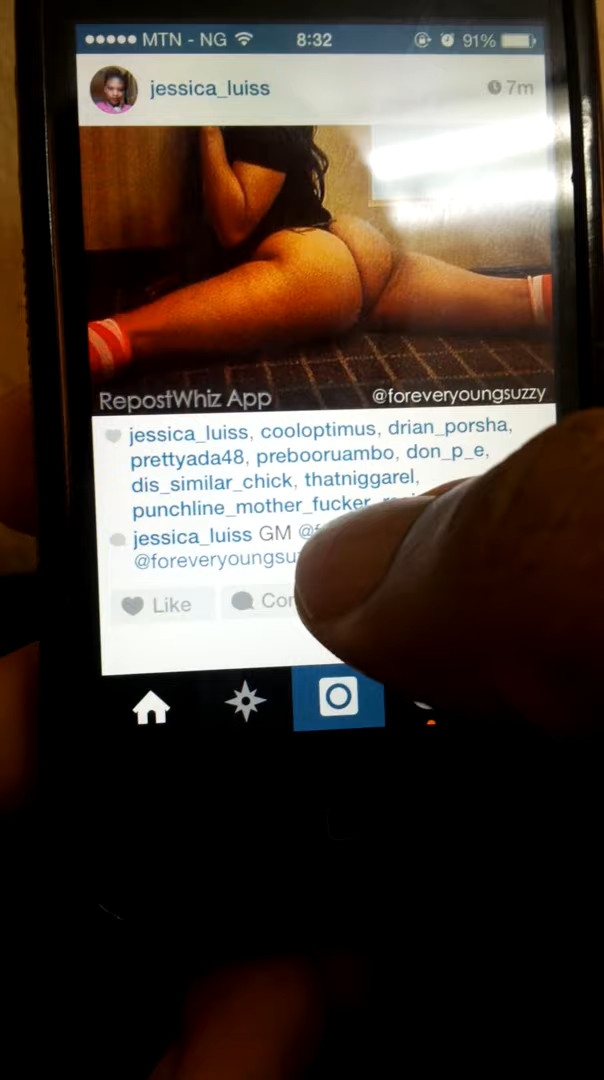 MTN - NG 8:32 91%
jessica_luiss 7m
RepostWhiz App @foreveryoungsuzzy
jessica_luiss, cooloptimus, drian_porsha,
prettyada48, prebooruambo, don_p_e,
dis_similar_chick, thatniggarel,
punchline_mother_fucker,
jessica_luiss GM
Like